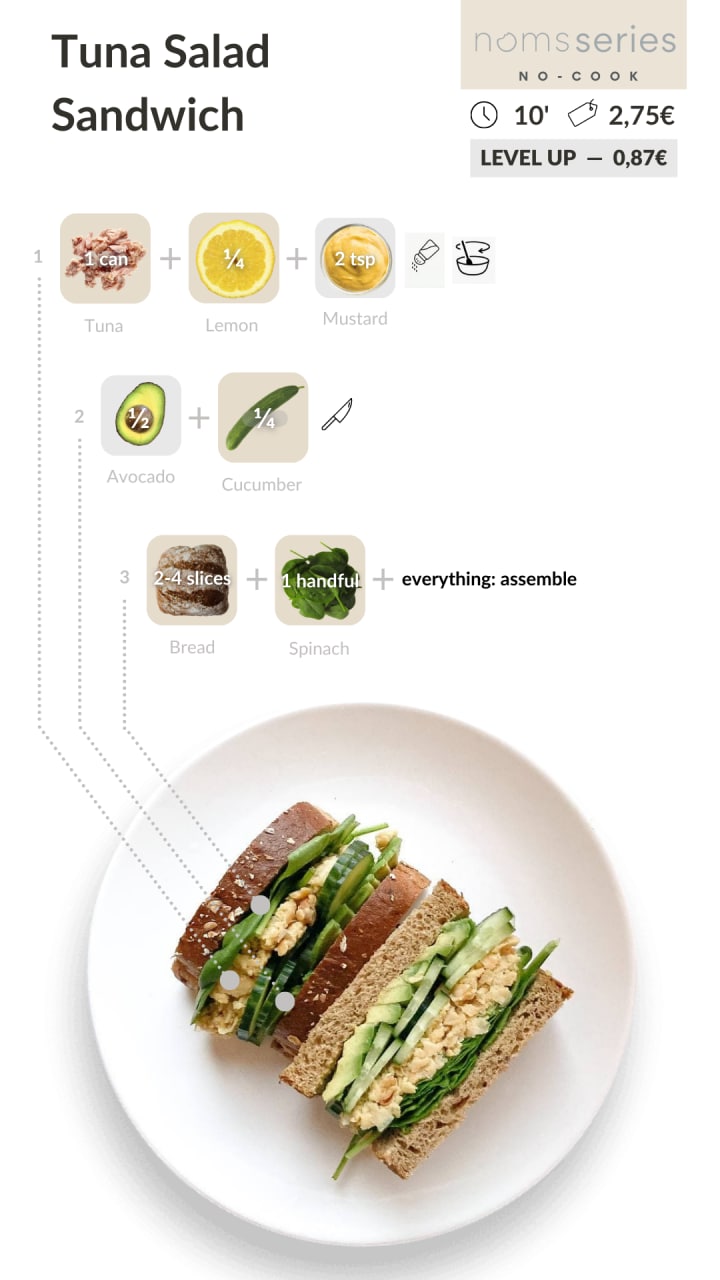 Tuna Salad
Sandwich
nomsseries
NO-COOK
10' 2,75€
LEVEL UP — 0,87€
1
1 can + ¼ + 2 tsp
Tuna
Lemon
Mustard
2
½ + ¼
Avocado
Cucumber
3
2-4 slices + 1 handful + everything: assemble
Bread
Spinach